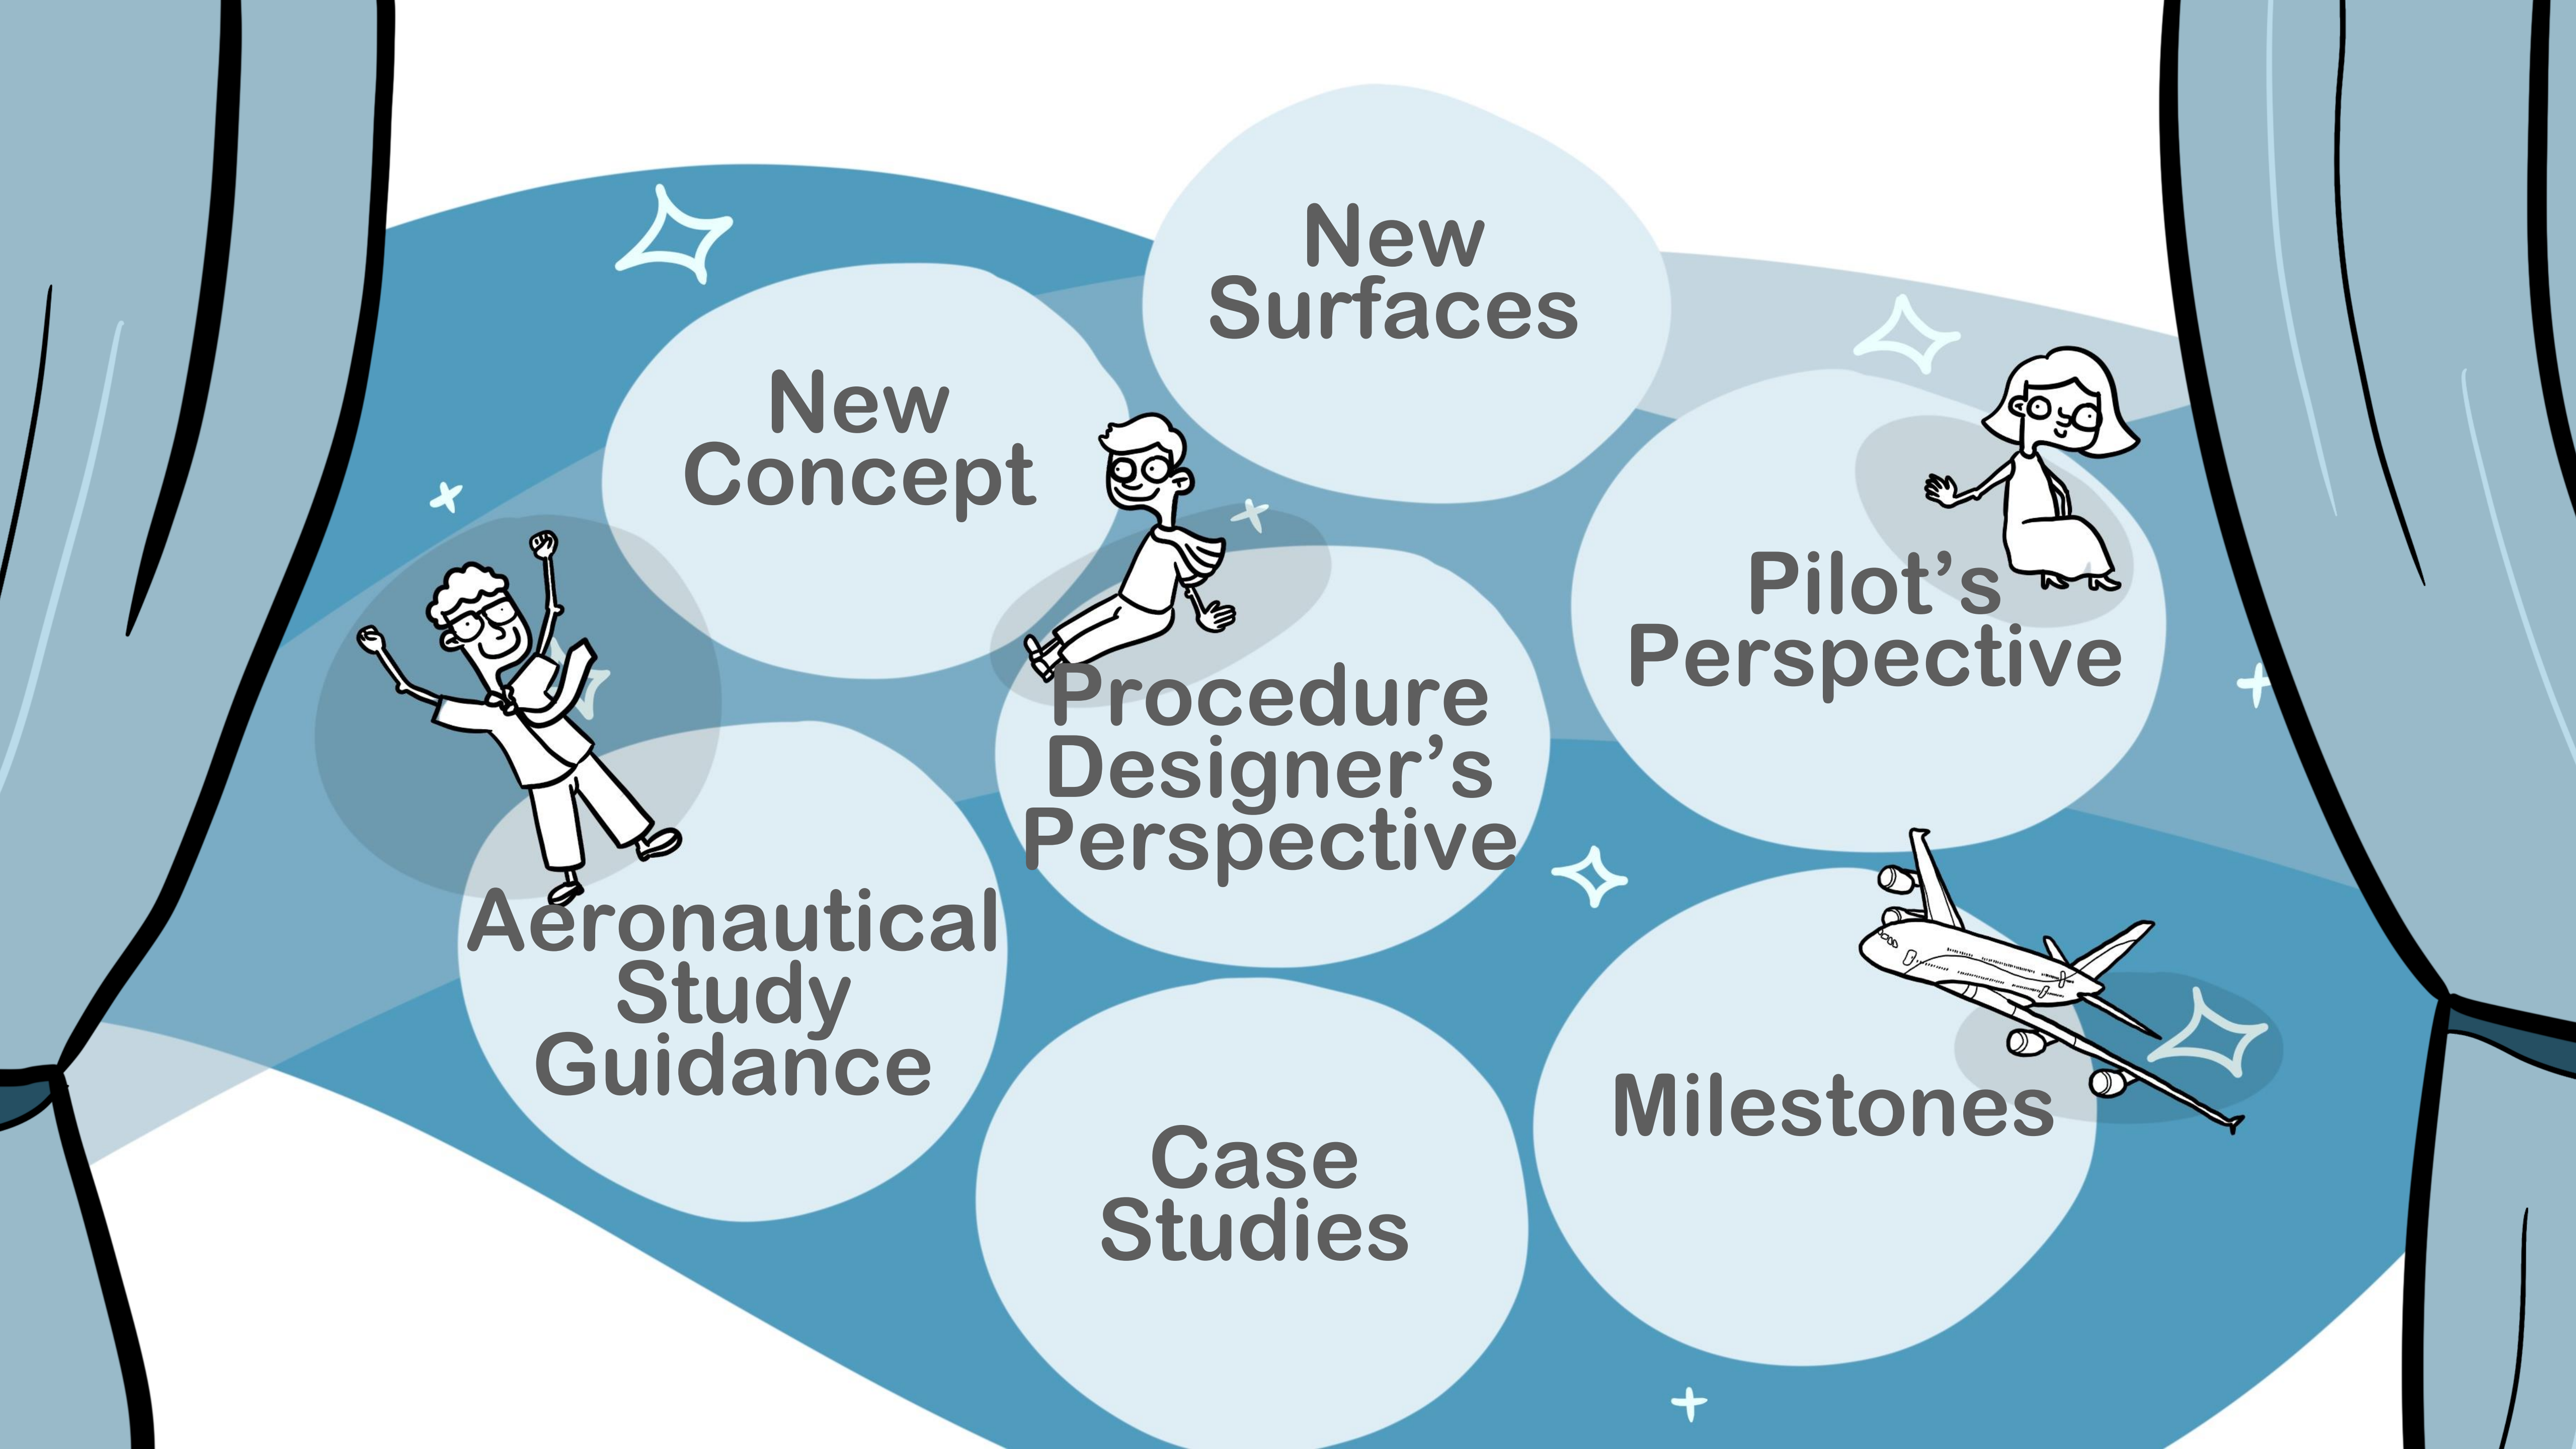 New
Surfaces
New
Concept
Pilot’s
Perspective
Procedure
Designer’s
Perspective
Aeronautical
Study
Guidance
Milestones
Case
Studies